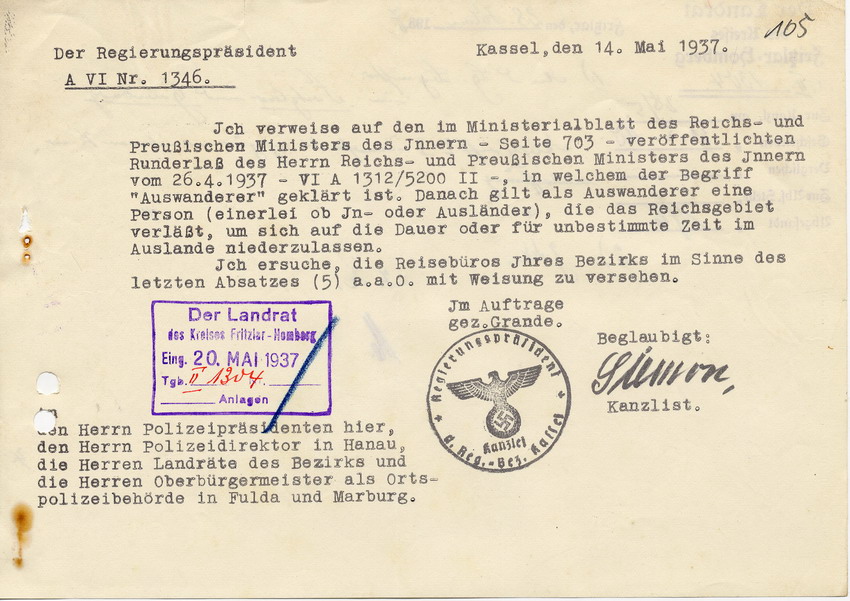 105
Der Regierungspräsident
A VI Nr. 1346.
Kassel,den 14. Mai 1937.
Jch verweise auf den im Ministerialblatt des Reichs- und
Preußischen Ministers des Jnnern - Seite 703 - veröffentlichten
Runderlaß des Herrn Reichs- und Preußischen Ministers des Jnnern
vom 26.4.1937 - VI A 1312/5200 II -, in welchem der Begriff
"Auswanderer" geklärt ist. Danach gilt als Auswanderer eine
Person (einerlei ob Jn- oder Ausländer), die das Reichsgebiet
verläßt, um sich auf die Dauer oder für unbestimmte Zeit im
Auslande niederzulassen.
Jch ersuche, die Reisebüros Jhres Bezirks im Sinne des
letzten Absatzes (5) a.a.O. mit Weisung zu versehen.
Jm Auftrage
gez.Grande.
Der Landrat
des Kreises Fritzlar-Homberg
Eing. 20. MAI 1937
Tgb. II 1304.
Anlagen
Regierungspräsident
Kanzlei
d. Reg.-Bez. Kassel
Beglaubigt:
Kanzlist.
den Herrn Polizeipräsidenten hier,
den Herrn Polizeidirektor in Hanau,
die Herren Landräte des Bezirks und
die Herren Oberbürgermeister als Orts-
polizeibehörde in Fulda und Marburg.